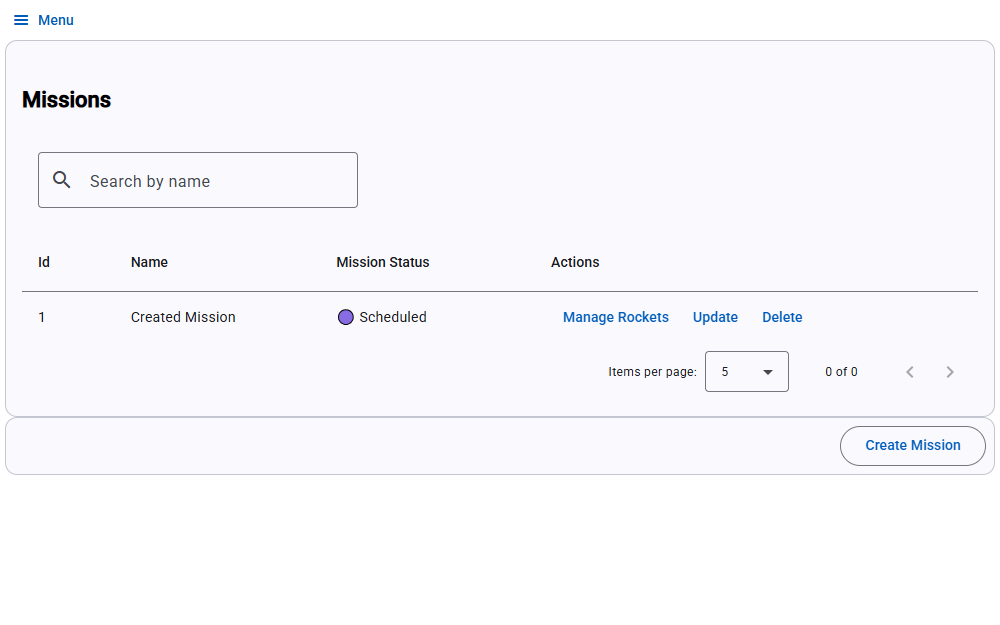 Menu
Missions
Search by name
Id Name Mission Status Actions
1 Created Mission Scheduled Manage Rockets Update Delete
Items per page: 5 0 of 0
Create Mission